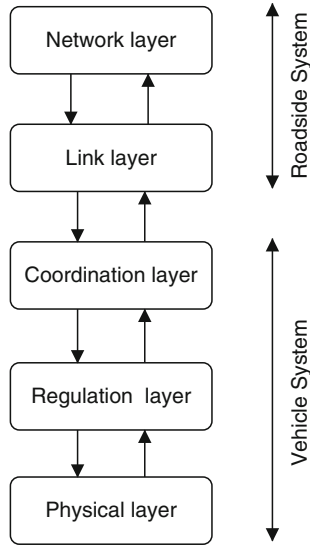 Network layer
Link layer
Coordination layer
Regulation layer
Physical layer
Roadside System
Vehicle System